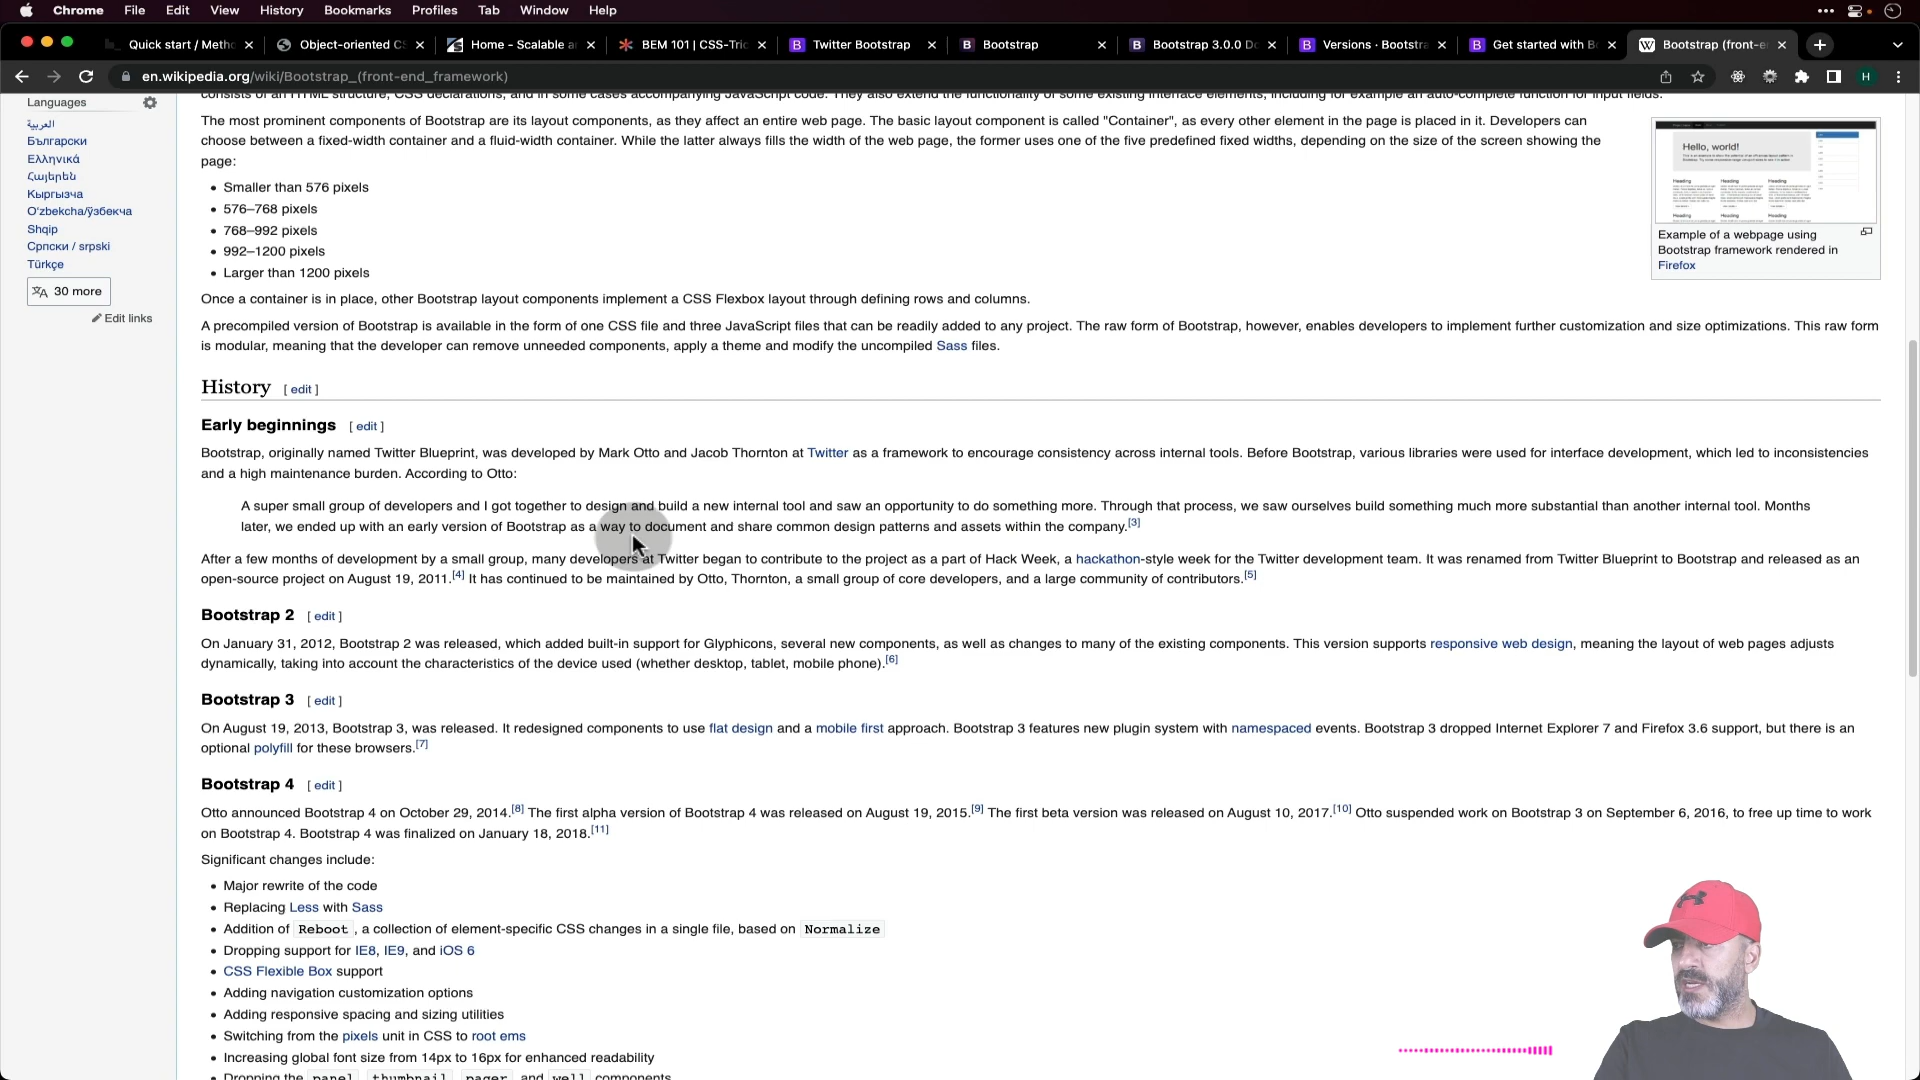 Chrome File Edit View History Bookmarks Profiles Tab Window Help
Quick start / Metho
Object-oriented CS
Home - Scalable a
BEM 101 | CSS-Tric
Twitter Bootstrap
Bootstrap
Bootstrap 3.0.0 Do
Versions · Bootstra
Get started with Bo
Bootstrap (front-e
en.wikipedia.org/wiki/Bootstrap_(front-end_framework)
H
Languages
العربية
Български
Ελληνικά
Հայերեն
Кыргызча
Oʻzbekcha/ўзбекча
Shqip
Српски / srpski
Türkçe
30 more
Edit links
consists of an HTML structure, CSS declarations, and in some cases accompanying JavaScript code. They also extend the functionality of some existing interface elements, including for example an auto-complete function for input fields.
The most prominent components of Bootstrap are its layout components, as they affect an entire web page. The basic layout component is called "Container", as every other element in the page is placed in it. Developers can
choose between a fixed-width container and a fluid-width container. While the latter always fills the width of the web page, the former uses one of the five predefined fixed widths, depending on the size of the screen showing the
page:
• Smaller than 576 pixels
• 576–768 pixels
• 768–992 pixels
• 992–1200 pixels
• Larger than 1200 pixels
Hello, world!
Heading Heading Heading
Heading Heading Heading
Example of a webpage using
Bootstrap framework rendered in
Firefox
Once a container is in place, other Bootstrap layout components implement a CSS Flexbox layout through defining rows and columns.
A precompiled version of Bootstrap is available in the form of one CSS file and three JavaScript files that can be readily added to any project. The raw form of Bootstrap, however, enables developers to implement further customization and size optimizations. This raw form
is modular, meaning that the developer can remove unneeded components, apply a theme and modify the uncompiled Sass files.
History [ edit ]
Early beginnings [ edit ]
Bootstrap, originally named Twitter Blueprint, was developed by Mark Otto and Jacob Thornton at Twitter as a framework to encourage consistency across internal tools. Before Bootstrap, various libraries were used for interface development, which led to inconsistencies
and a high maintenance burden. According to Otto:
A super small group of developers and I got together to design and build a new internal tool and saw an opportunity to do something more. Through that process, we saw ourselves build something much more substantial than another internal tool. Months
later, we ended up with an early version of Bootstrap as a way to document and share common design patterns and assets within the company.[3]
After a few months of development by a small group, many developers at Twitter began to contribute to the project as a part of Hack Week, a hackathon-style week for the Twitter development team. It was renamed from Twitter Blueprint to Bootstrap and released as an
open-source project on August 19, 2011.[4] It has continued to be maintained by Otto, Thornton, a small group of core developers, and a large community of contributors.[5]
Bootstrap 2 [ edit ]
On January 31, 2012, Bootstrap 2 was released, which added built-in support for Glyphicons, several new components, as well as changes to many of the existing components. This version supports responsive web design, meaning the layout of web pages adjusts
dynamically, taking into account the characteristics of the device used (whether desktop, tablet, mobile phone).[6]
Bootstrap 3 [ edit ]
On August 19, 2013, Bootstrap 3, was released. It redesigned components to use flat design and a mobile first approach. Bootstrap 3 features new plugin system with namespaced events. Bootstrap 3 dropped Internet Explorer 7 and Firefox 3.6 support, but there is an
optional polyfill for these browsers.[7]
Bootstrap 4 [ edit ]
Otto announced Bootstrap 4 on October 29, 2014.[8] The first alpha version of Bootstrap 4 was released on August 19, 2015.[9] The first beta version was released on August 10, 2017.[10] Otto suspended work on Bootstrap 3 on September 6, 2016, to free up time to work
on Bootstrap 4. Bootstrap 4 was finalized on January 18, 2018.[11]
Significant changes include:
• Major rewrite of the code
• Replacing Less with Sass
• Addition of Reboot , a collection of element-specific CSS changes in a single file, based on Normalize
• Dropping support for IE8, IE9, and iOS 6
• CSS Flexible Box support
• Adding navigation customization options
• Adding responsive spacing and sizing utilities
• Switching from the pixels unit in CSS to root ems
• Increasing global font size from 14px to 16px for enhanced readability
• Dropping the panel , thumbnail , pager , and well components